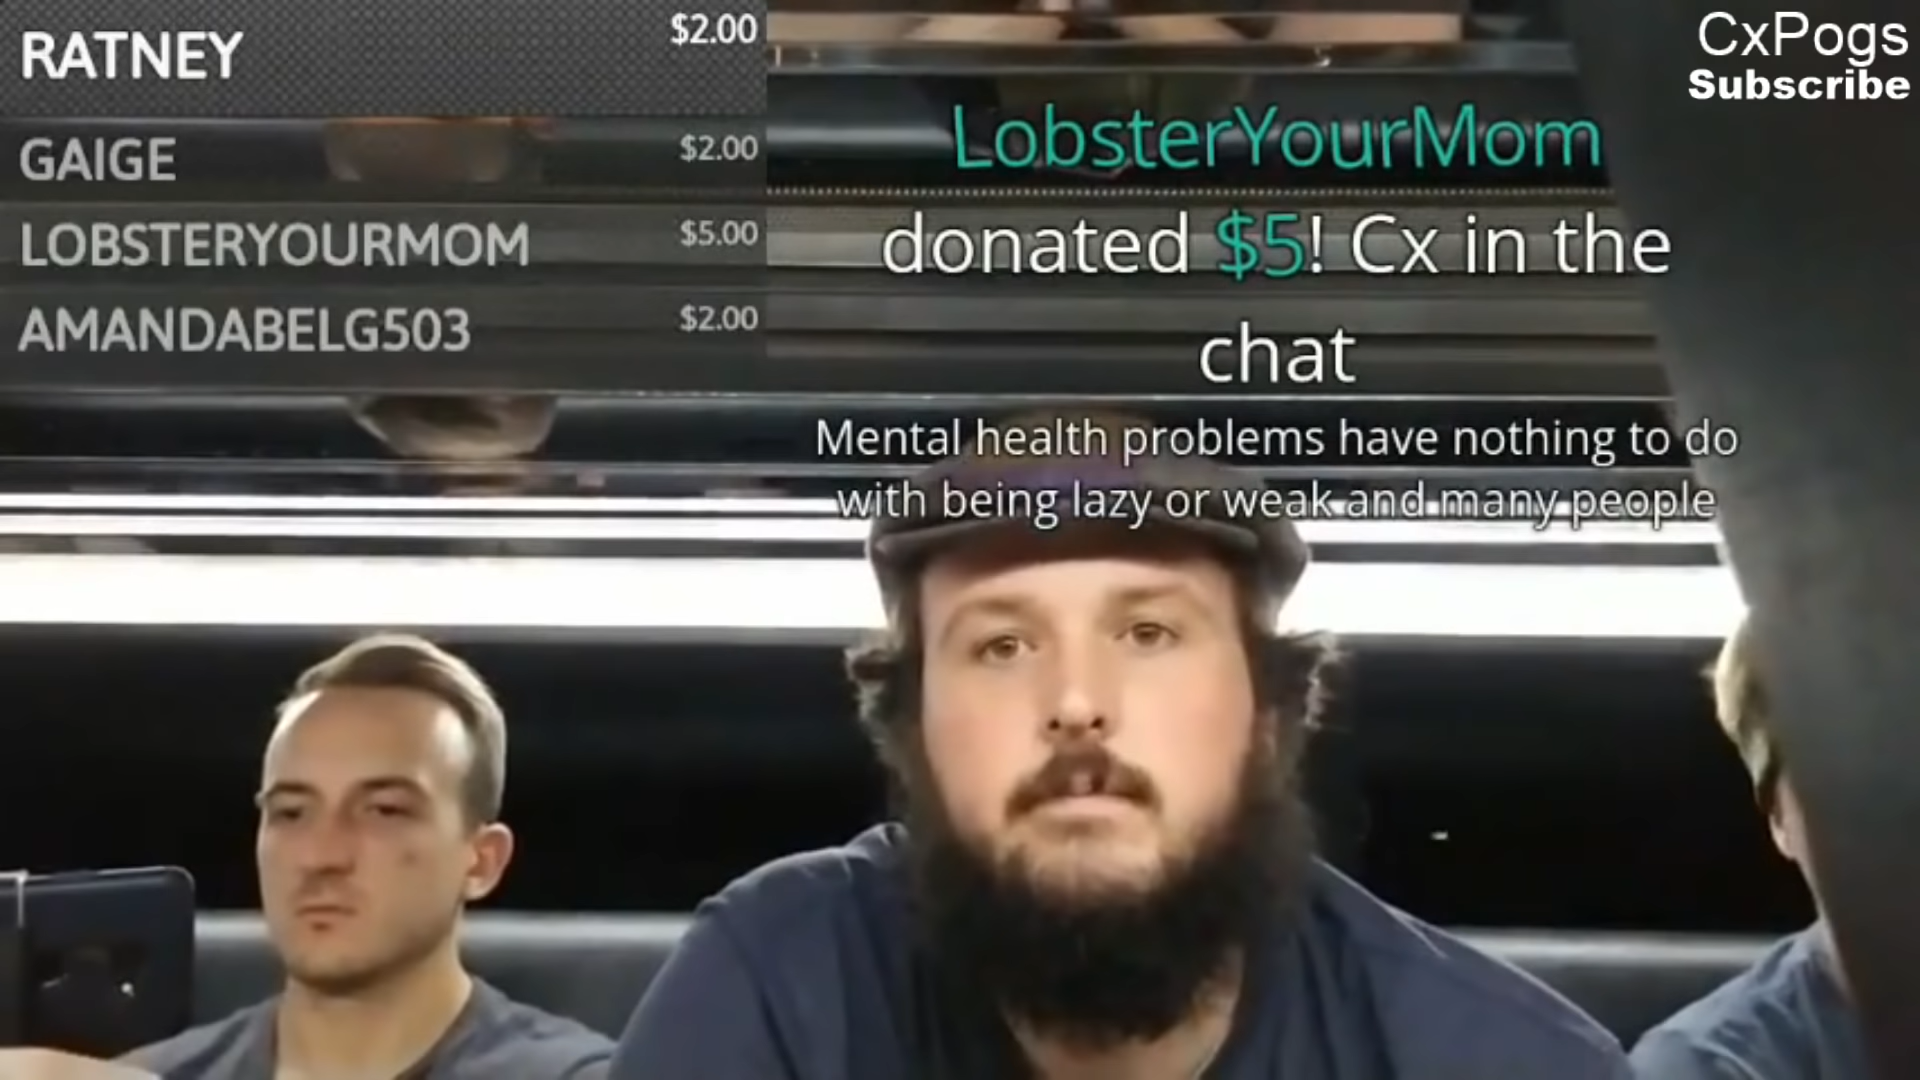 RATNEY $2.00
GAIGE $2.00
LOBSTERYOURMOM $5.00
AMANDABELG503 $2.00
CxPogs
Subscribe
LobsterYourMom
donated $5! Cx in the
chat
Mental health problems have nothing to do
with being lazy or weak and many people